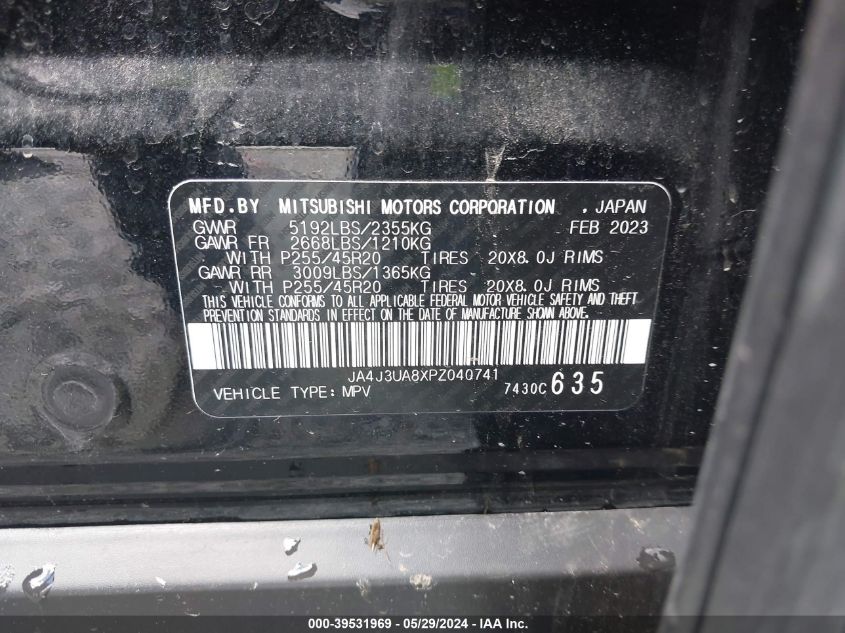 MFD.BY MITSUBISHI MOTORS CORPORATION , JAPAN
GVWR 5192LBS/2355KG FEB 2023
GAWR FR 2668LBS/1210KG
WITH P255/45R20 TIRES 20X8.0J RIMS
GAWR RR 3009LBS/1365KG
WITH P255/45R20 TIRES 20X8.0J RIMS
THIS VEHICLE CONFORMS TO ALL APPLICABLE FEDERAL MOTOR VEHICLE SAFETY AND THEFT
PREVENTION STANDARDS IN EFFECT ON THE DATE OF MANUFACTURE SHOWN ABOVE.
JA4J3UA8XPZ040741
VEHICLE TYPE: MPV 7430C 635
000-39531969 — 05/29/2024 — IAA Inc.